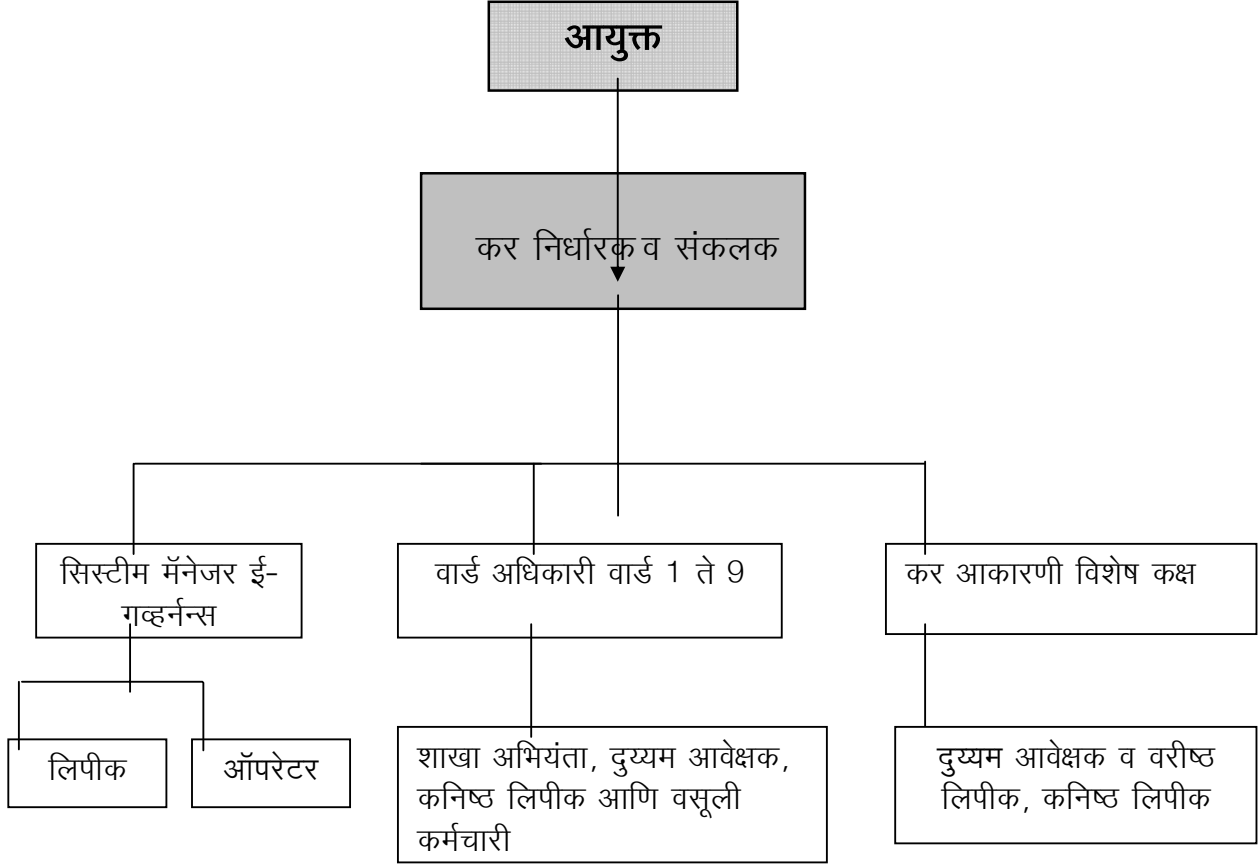 आयुक्त
कर निर्धारक व संकलक
सिस्टीम मॅनेजर ई-
गव्हर्नन्स
वार्ड अधिकारी वार्ड 1 ते 9
कर आकारणी विशेष कक्ष
लिपीक
ऑपरेटर
शाखा अभियंता, दुय्यम आवेक्षक,
कनिष्ठ लिपीक आणि वसूली
कर्मचारी
दुय्यम आवेक्षक व वरीष्ठ
लिपीक, कनिष्ठ लिपीक